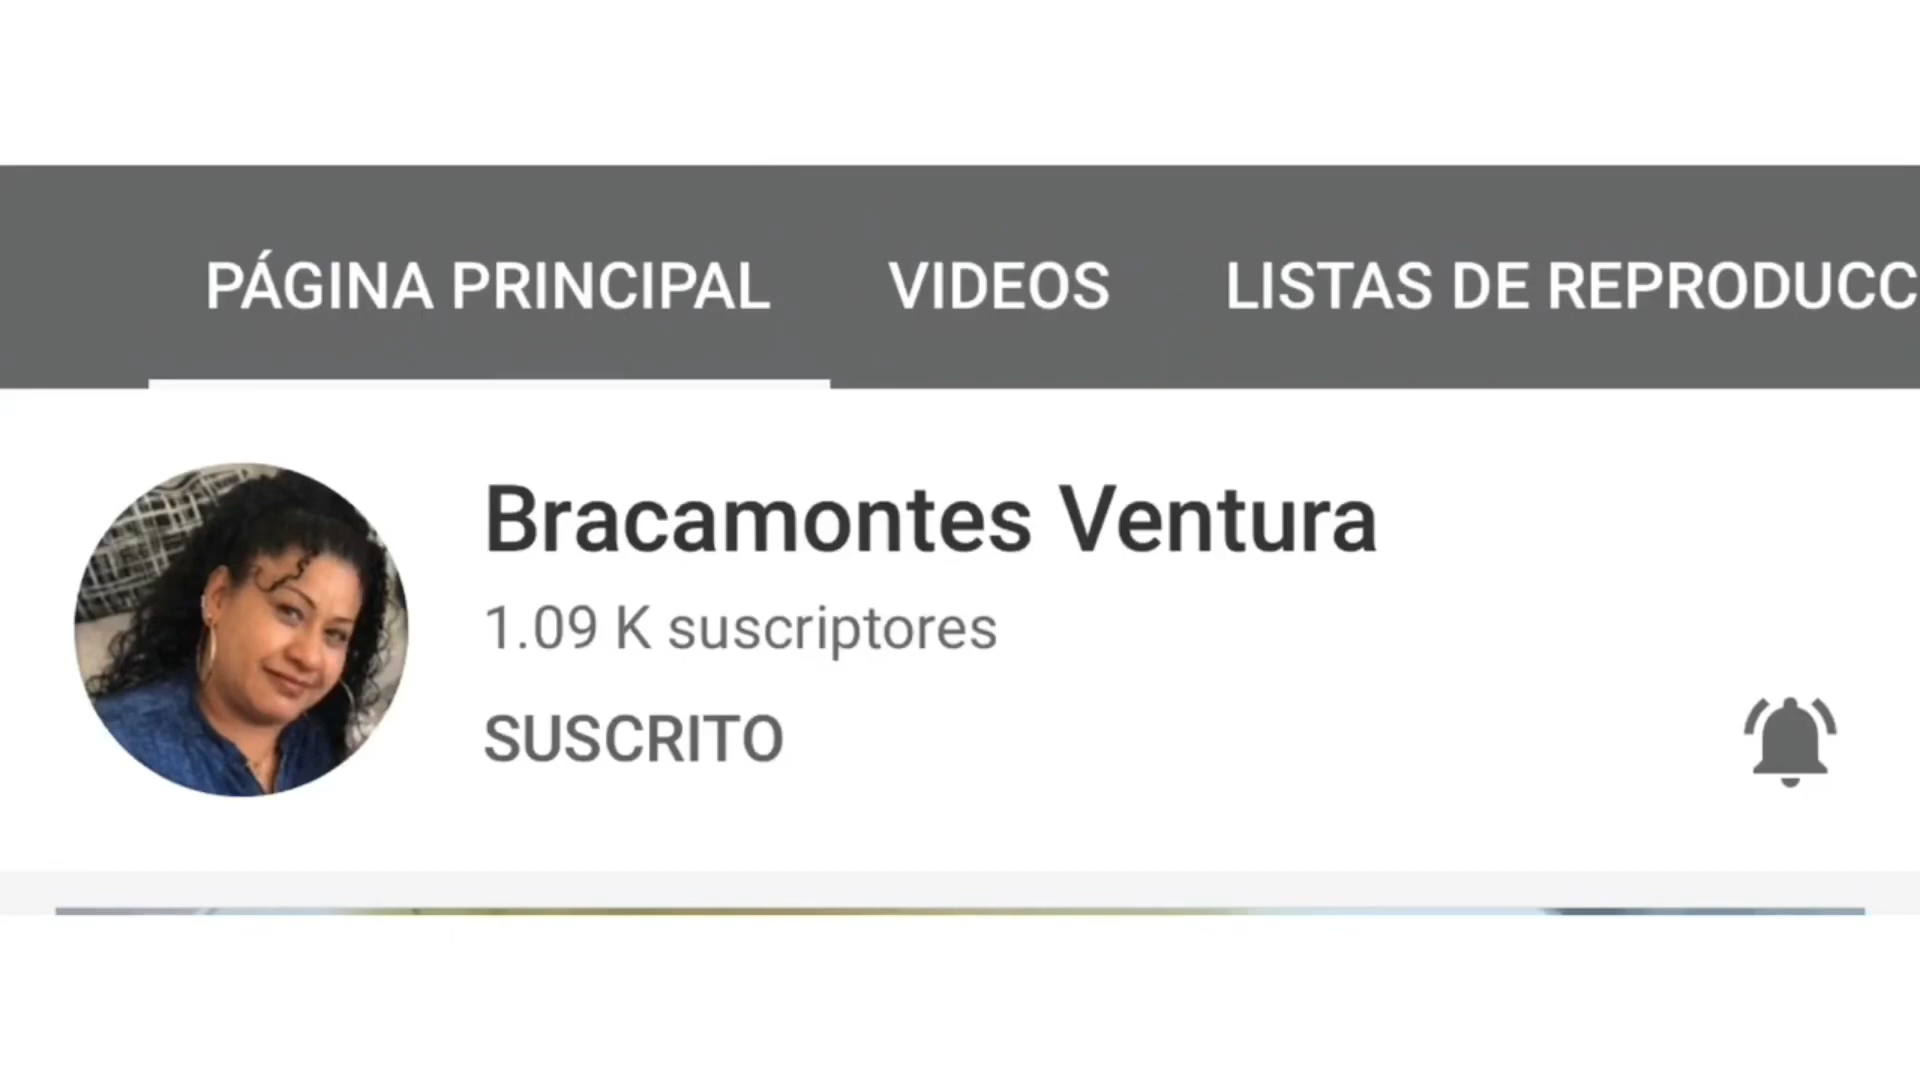 PÁGINA PRINCIPAL VIDEOS LISTAS DE REPRODUCC
Bracamontes Ventura
1.09 K suscriptores
SUSCRITO